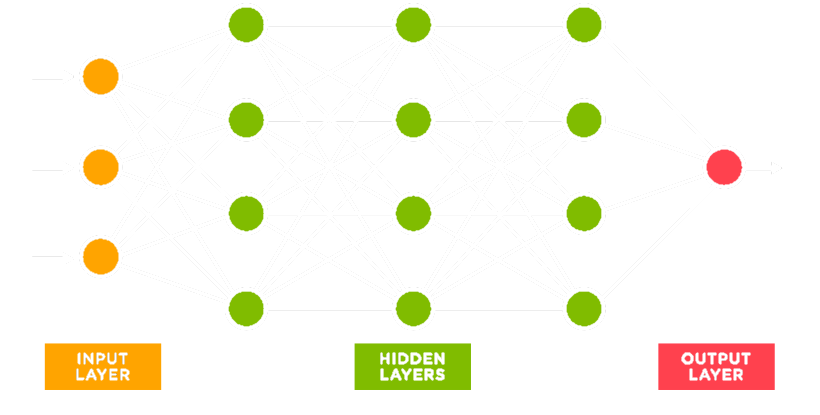 INPUT
LAYER
HIDDEN
LAYERS
OUTPUT
LAYER